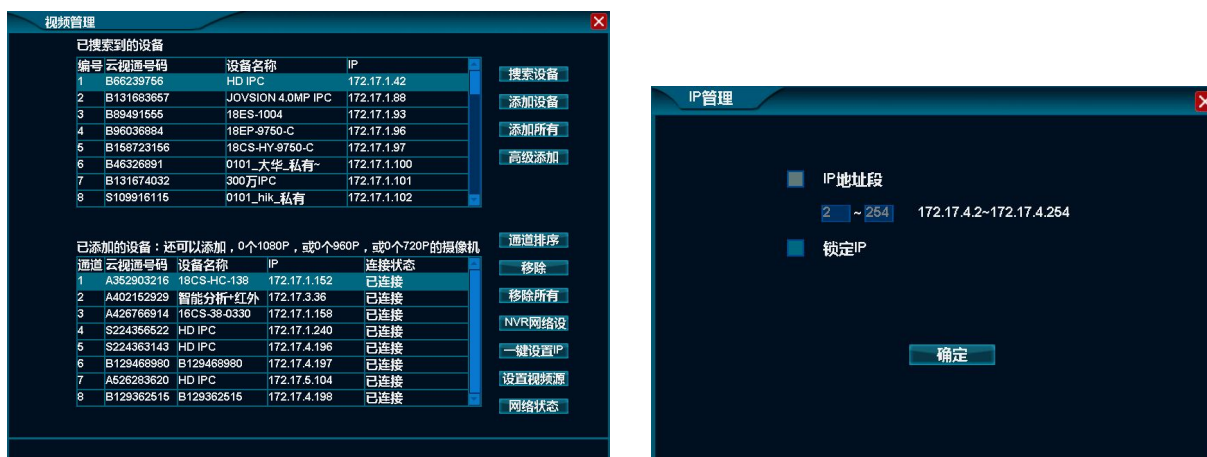 视频管理
已搜索到的设备
编号 云视通号码 设备名称 IP
1 B66239756 HD IPC 172.17.1.42
2 B131683657 JOVSION 4.0MP IPC 172.17.1.88
3 B89491555 18ES-1004 172.17.1.93
4 B96036884 18EP-9750-C 172.17.1.96
5 B158723156 18CS-HY-9750-C 172.17.1.97
6 B46326891 0101_大华_私有~ 172.17.1.100
7 B131674032 300万IPC 172.17.1.101
8 S109916115 0101_hik_私有 172.17.1.102
搜索设备
添加设备
添加所有
高级添加
已添加的设备：还可以添加，0个1080P，或0个960P，或0个720P的摄像机
通道 云视通号码 设备名称 IP 连接状态
1 A352903216 18CS-HC-138 172.17.1.152 已连接
2 A402152929 智能分析+红外 172.17.3.36 已连接
3 A426766914 16CS-38-0330 172.17.1.158 已连接
4 S224356522 HD IPC 172.17.1.240 已连接
5 S224363143 HD IPC 172.17.4.196 已连接
6 B129468980 B129468980 172.17.4.197 已连接
7 A526283620 HD IPC 172.17.5.104 已连接
8 B129362515 B129362515 172.17.4.198 已连接
通道排序
移除
移除所有
NVR网络设
一键设置IP
设置视频源
网络状态
IP管理
IP地址段
2 ~ 254 172.17.4.2~172.17.4.254
锁定IP
确定